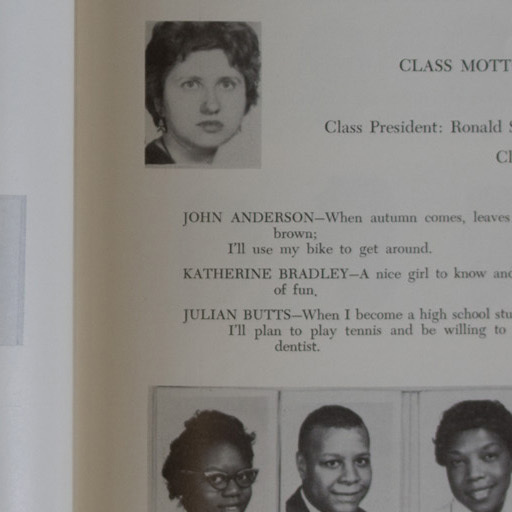 CLASS MOTT
Class President: Ronald S
Cl
JOHN ANDERSON—When autumn comes, leaves
brown;
I'll use my bike to get around.
KATHERINE BRADLEY—A nice girl to know and
of fun.
JULIAN BUTTS—When I become a high school stu
I'll plan to play tennis and be willing to
dentist.